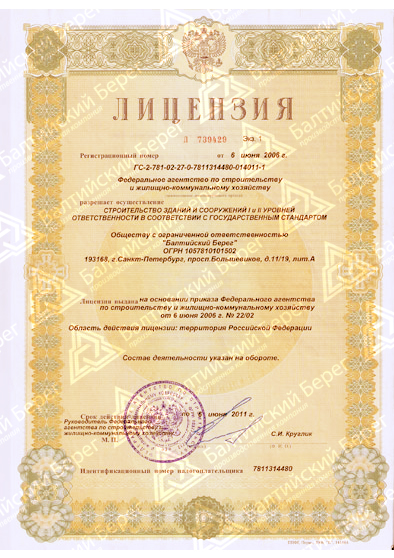 ЛИЦЕНЗИЯ
З 739429 Экз. 1
Регистрационный номер от 6 июня 2006 г.
ГС-2-781-02-27-0-7811314480-014011-1
Федеральное агентство по строительству
и жилищно-коммунальному хозяйству
разрешает осуществление
СТРОИТЕЛЬСТВО ЗДАНИЙ И СООРУЖЕНИЙ I и II УРОВНЕЙ
ОТВЕТСТВЕННОСТИ В СООТВЕТСТВИИ С ГОСУДАРСТВЕННЫМ СТАНДАРТОМ
Обществу с ограниченной ответственностью
"Балтийский Берег"
ОГРН 1057810101502
193168, г.Санкт-Петербург, просп.Большевиков, д.11/19, лит.А
Лицензия выдана на основании приказа Федерального агентства
по строительству и жилищно-коммунальному хозяйству
от 6 июня 2006 г. № 22/02
Область действия лицензии: территория Российской Федерации
Состав деятельности указан на обороте.
Срок действия лицензии по 6 июня 2011 г.
Руководитель Федерального
агентства по строительству и
жилищно-коммунальному хозяйству С.И. Круглик
М.П.
Идентификационный номер налогоплательщика 7811314480
Балтийский Берег